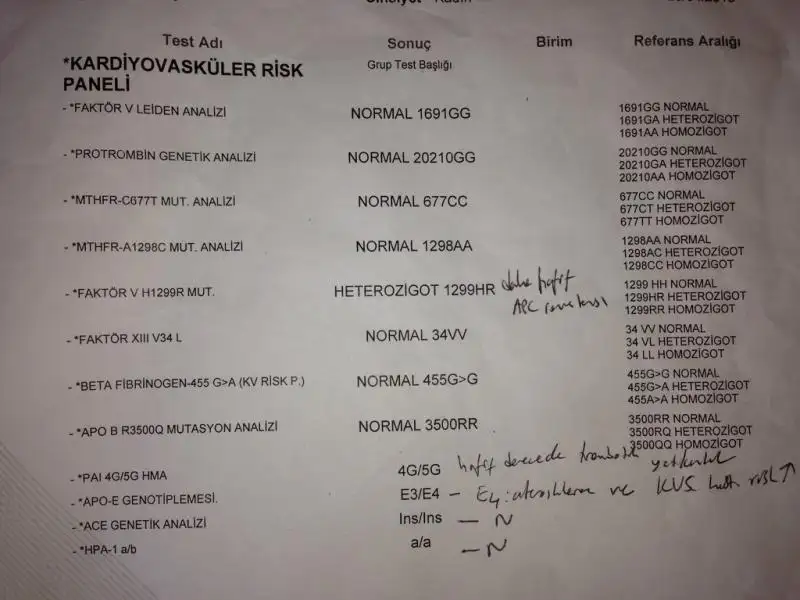 Test Adı Sonuç Birim Referans Aralığı
*KARDİYOVASKÜLER RİSK PANELİ Grup Test Başlığı
- *FAKTÖR V LEİDEN ANALİZİ NORMAL 1691GG 1691GG NORMAL
1691GA HETEROZİGOT
1691AA HOMOZİGOT
- *PROTROMBİN GENETİK ANALİZİ NORMAL 20210GG 20210GG NORMAL
20210GA HETEROZİGOT
20210AA HOMOZİGOT
- *MTHFR-C677T MUT. ANALİZİ NORMAL 677CC 677CC NORMAL
677CT HETEROZİGOT
677TT HOMOZİGOT
- *MTHFR-A1298C MUT. ANALİZİ NORMAL 1298AA 1298AA NORMAL
1298AC HETEROZİGOT
1298CC HOMOZİGOT
- *FAKTÖR V H1299R MUT. HETEROZİGOT 1299HR daha hafif 1299 HH NORMAL
APC 1299HR HETEROZİGOT
1299RR HOMOZİGOT
- *FAKTÖR XIII V34 L NORMAL 34VV 34 VV NORMAL
34 VL HETEROZİGOT
34 LL HOMOZİGOT
- *BETA FİBRİNOGEN-455 G>A (KV RİSK P.) NORMAL 455G>G 455G>G NORMAL
455G>A HETEROZİGOT
455A>A HOMOZİGOT
- *APO B R3500Q MUTASYON ANALİZİ NORMAL 3500RR 3500RR NORMAL
3500RQ HETEROZİGOT
3500QQ HOMOZİGOT
- *PAI 4G/5G HMA 4G/5G hafif derecede
- *APO-E GENOTİPLEMESİ. E3/E4 – E4: ve KVS risk ↑
- *ACE GENETİK ANALİZİ Ins/Ins — N
- *HPA-1 a/b a/a — N